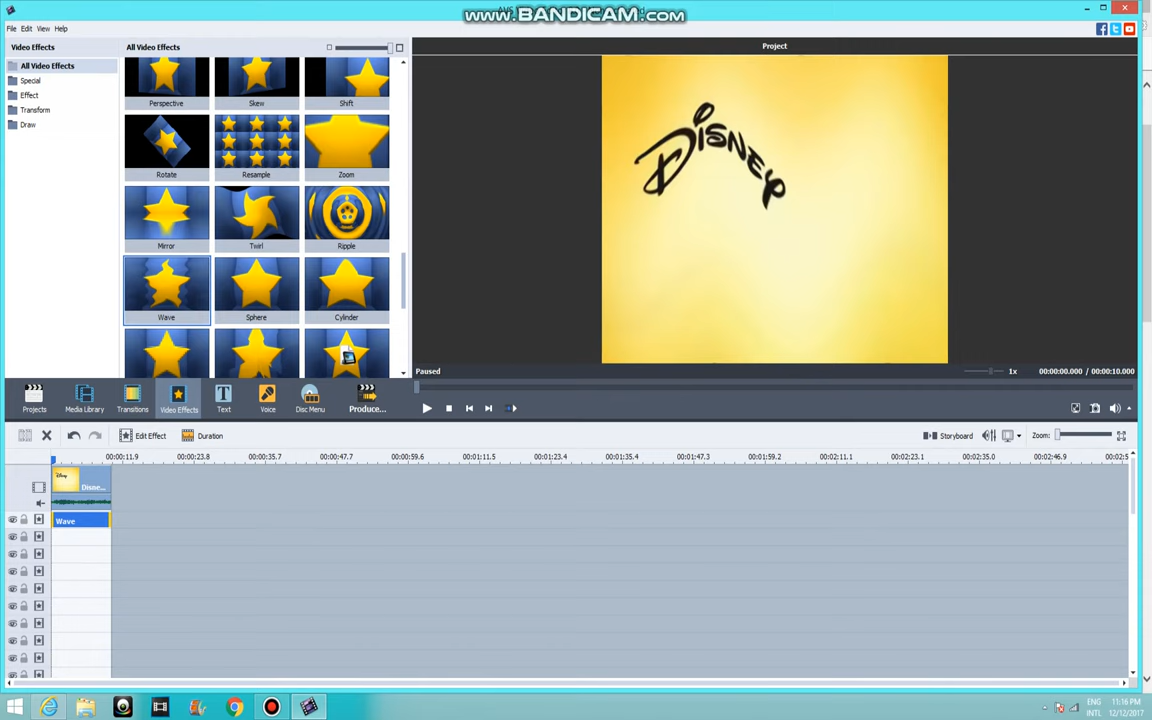 www.BANDICAM.com
File Edit View Help
Video Effects
All Video Effects
Project
All Video Effects
Special
Effect
Transform
Draw
Perspective Skew Shift
Rotate Resample Zoom
Mirror Twirl Ripple
Wave Sphere Cylinder
Disney
Paused
1x
00:00:00.000 / 00:00:10.000
Projects Media Library Transitions Video Effects Text Voice Disc Menu Produce...
Edit Effect Duration
Storyboard
Zoom:
00:00:11.9 00:00:23.8 00:00:35.7 00:00:47.7 00:00:59.6 00:01:11.5 00:01:23.4 00:01:35.4 00:01:47.3 00:01:59.2 00:02:11.1 00:02:23.1 00:02:35.0 00:02:46.9 00:02:5
Disne...
Wave
ENG 11:16 PM
INTL 12/12/2017